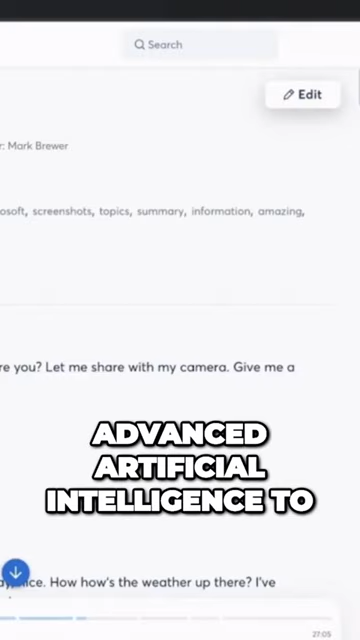 Search
Edit
r: Mark Brewer
osoft, screenshots, topics, summary, information, amazing,
re you? Let me share with my camera. Give me a
ADVANCED
ARTIFICIAL
INTELLIGENCE TO
nice. How how's the weather up there? I've
27:05